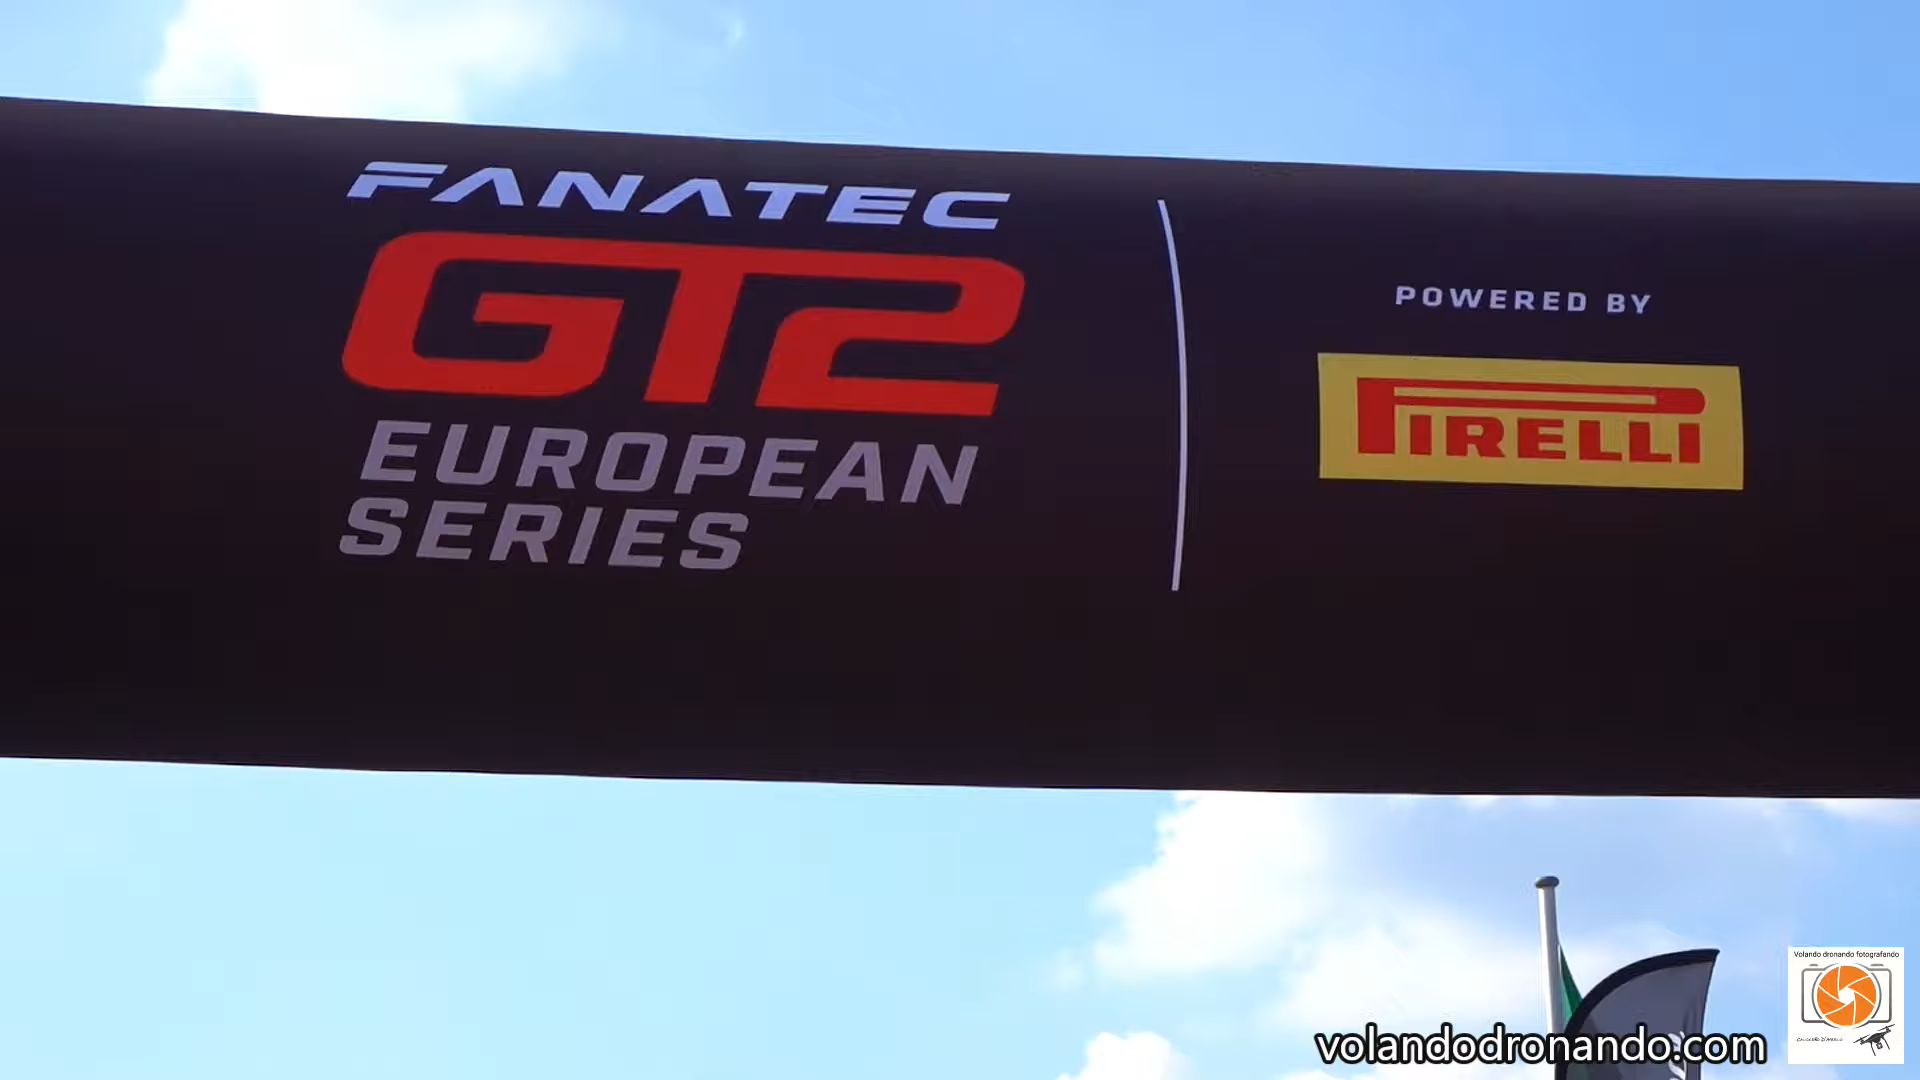 FANATEC
GT2
EUROPEAN
SERIES
POWERED BY
PIRELLI
Volando dronando fotografando
volandodronando.com